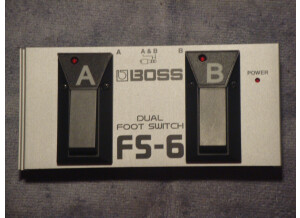 A A & B B
A BOSS B
POWER
DUAL
FOOT SWITCH
FS-6